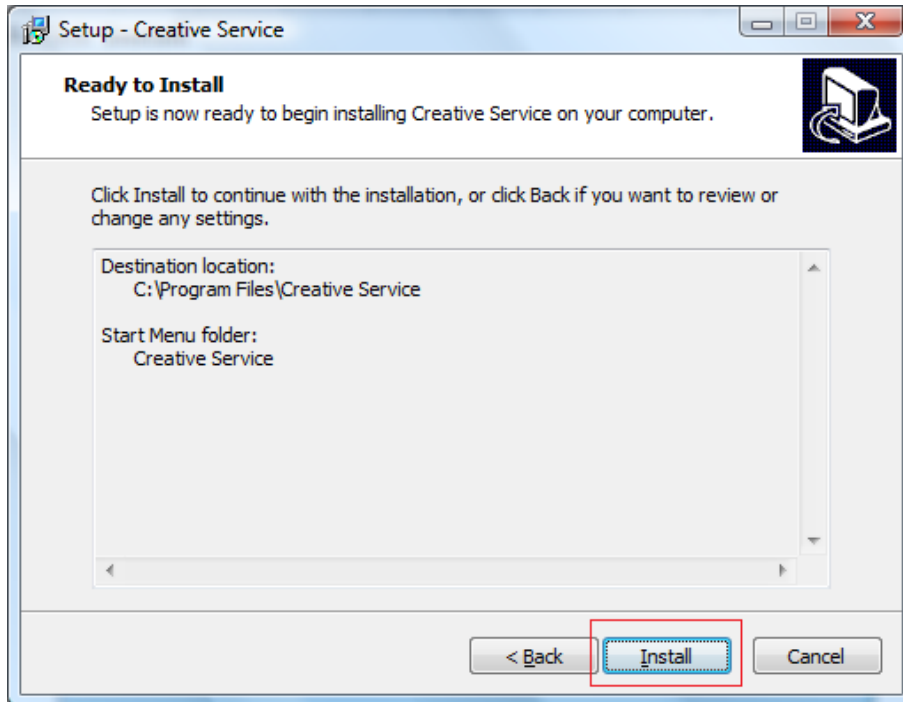 Setup - Creative Service
Ready to Install
Setup is now ready to begin installing Creative Service on your computer.
Click Install to continue with the installation, or click Back if you want to review or
change any settings.
Destination location:
C:\Program Files\Creative Service
Start Menu folder:
Creative Service
< Back
Install
Cancel